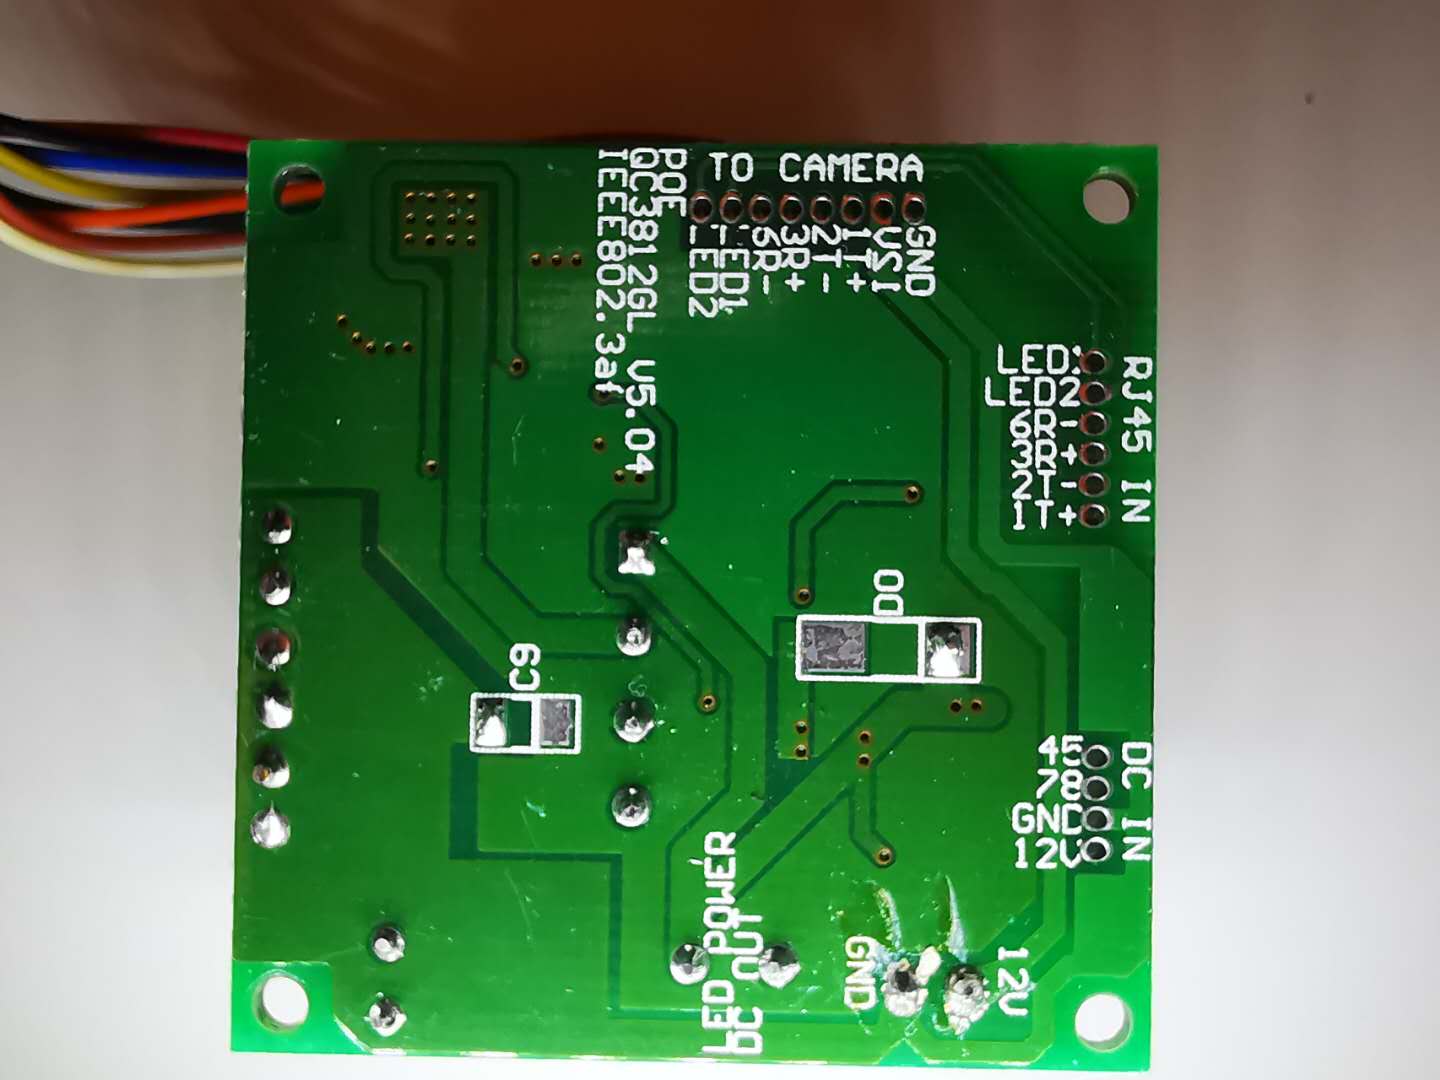 TO CAMERA
POE
QC3812GL V5.04
IEEE802.3af
LED2
LED1
6R-
3R+
2T-
1T+
VS1
GND
RJ45 IN
LED1
LED2
6R-
3R+
2T-
1T+
D0
C9
DC IN
45
78
GND
12V
LED POWER
DC OUT
GND
12V